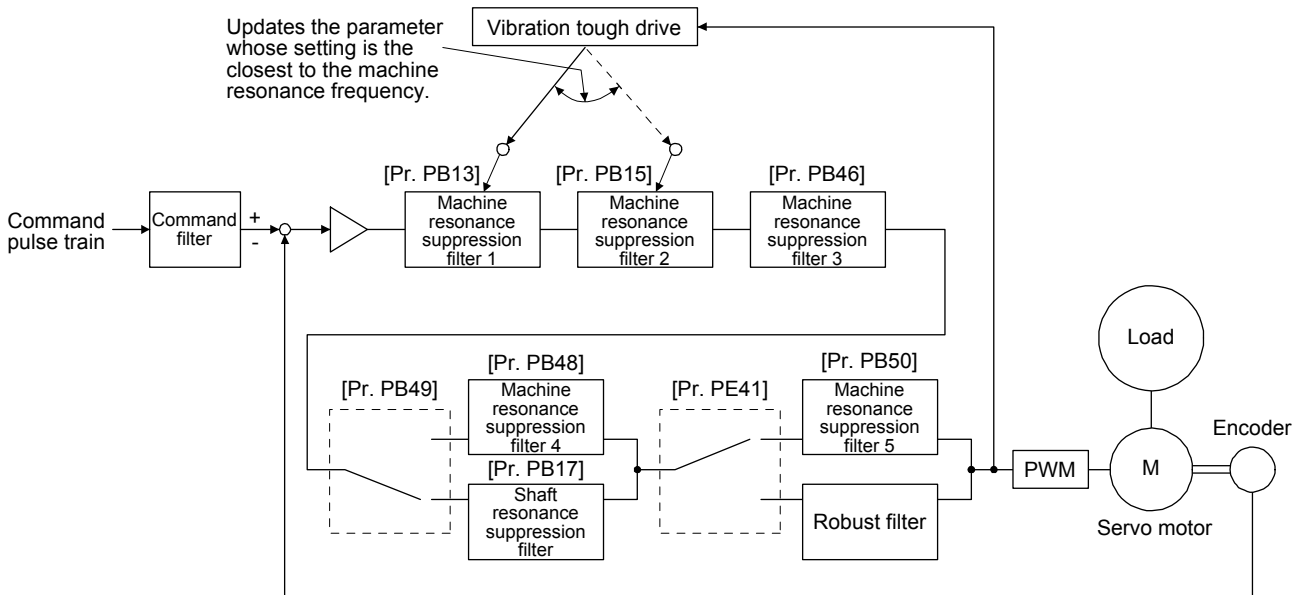 Updates the parameter
whose setting is the
closest to the machine
resonance frequency.
Vibration tough drive
[Pr. PB13]
[Pr. PB15]
[Pr. PB46]
Command
pulse train
Command
filter
+
-
Machine
resonance
suppression
filter 1
Machine
resonance
suppression
filter 2
Machine
resonance
suppression
filter 3
Load
[Pr. PB49]
[Pr. PB48]
Machine
resonance
suppression
filter 4
[Pr. PB17]
Shaft
resonance
suppression
filter
[Pr. PE41]
[Pr. PB50]
Machine
resonance
suppression
filter 5
Robust filter
PWM
M
Servo motor
Encoder